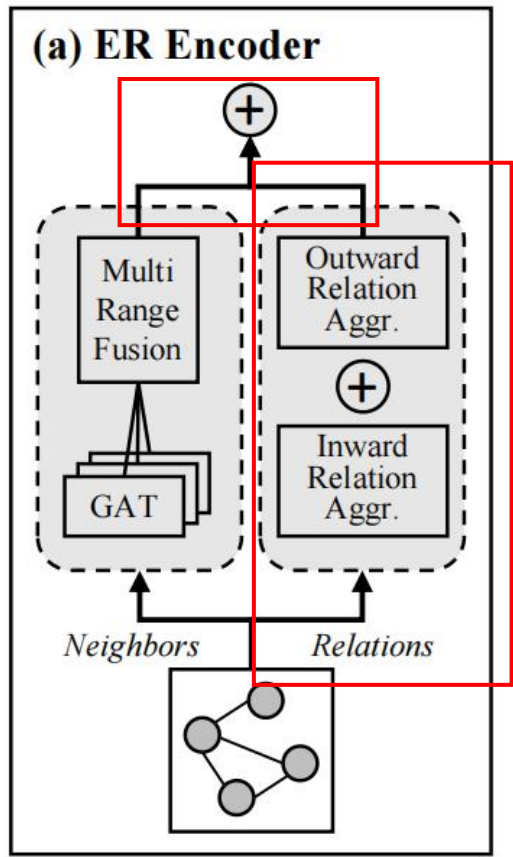 (a) ER Encoder
+
Multi
Range
Fusion
GAT
Outward
Relation
Aggr.
+
Inward
Relation
Aggr.
Neighbors
Relations